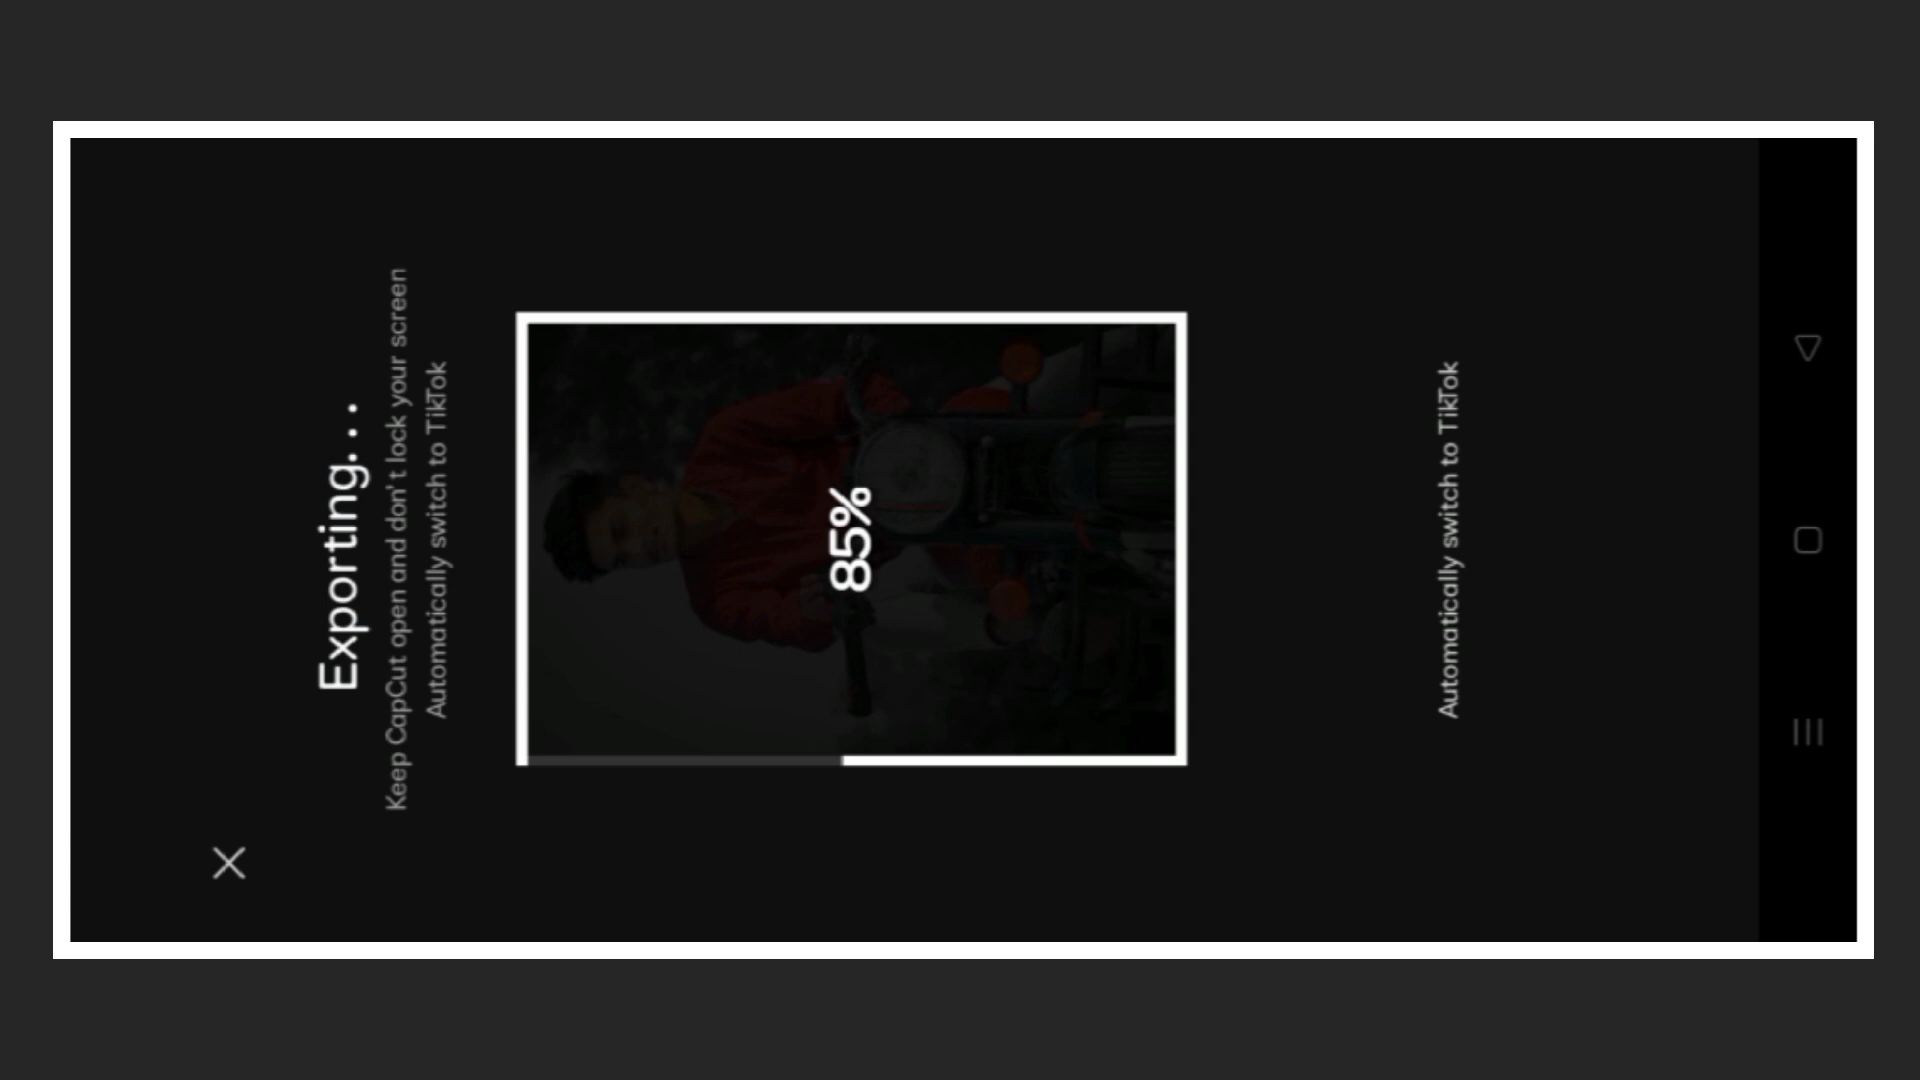 Exporting...
Keep CapCut open and don't lock your screen
Automatically switch to TikTok
85%
Automatically switch to TikTok